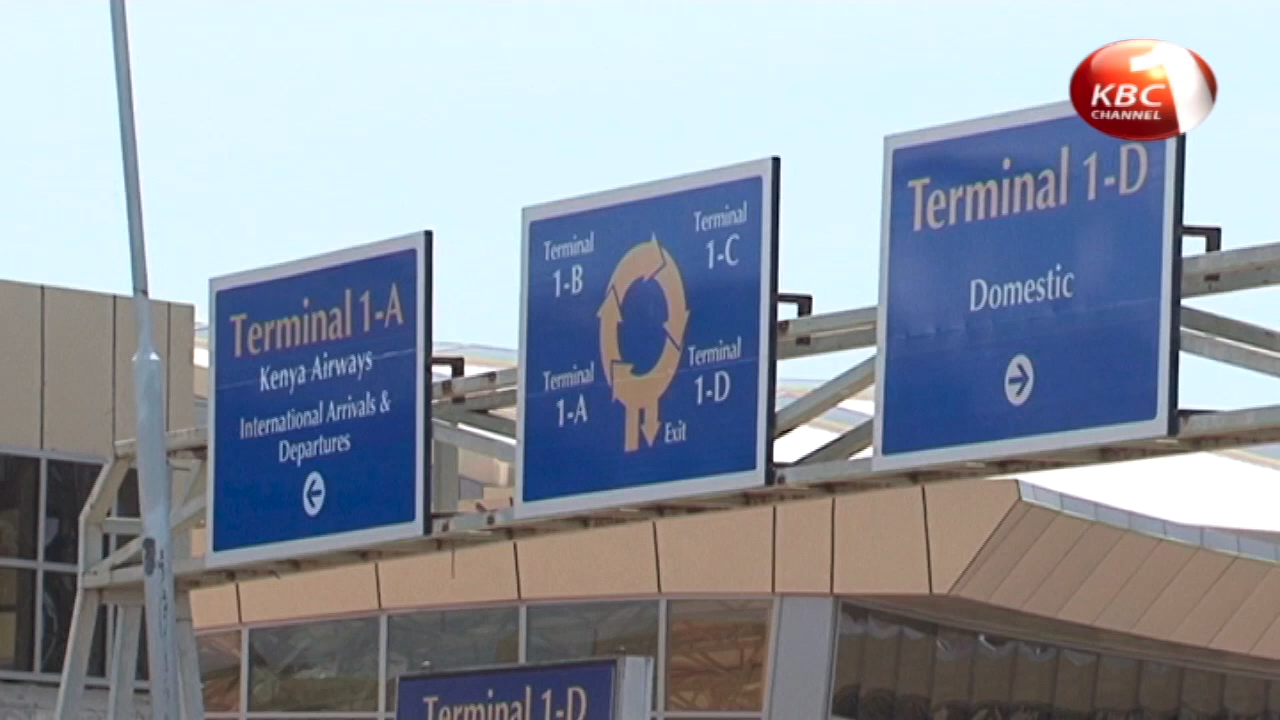 KBC 1
CHANNEL
Terminal 1-A
Kenya Airways
International Arrivals &
Departures
Terminal
1-B
Terminal
1-C
Terminal
1-A
Terminal
1-D
Exit
Terminal 1-D
Domestic
Terminal 1-D